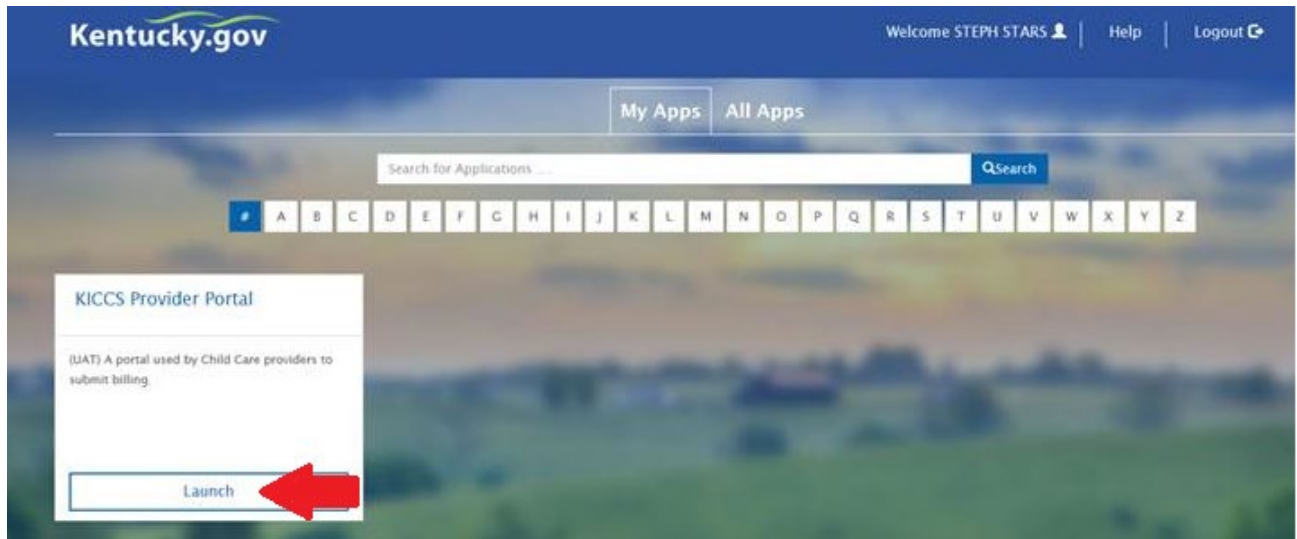 Kentucky.gov
Welcome STEPH STARS
Help
Logout
My Apps
All Apps
Search for Applications ....
Search
# A B C D E F G H I J K L M N O P Q R S T U V W X Y Z
KICCS Provider Portal
(UAT) A portal used by Child Care providers to
submit billing.
Launch